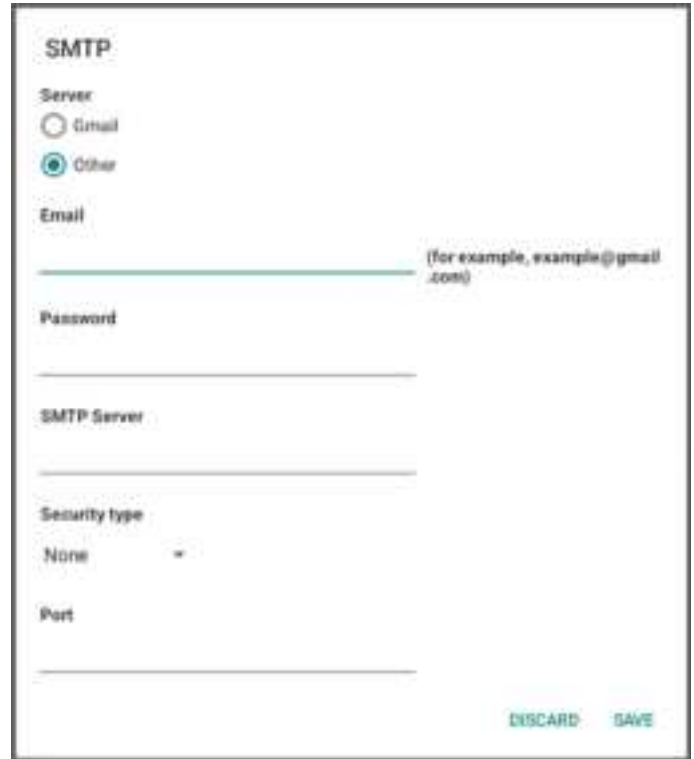 SMTP
Server
Gmail
Other
Email
(for example, example@gmail
.com)
Password
SMTP Server
Security type
None
Port
DISCARD SAVE